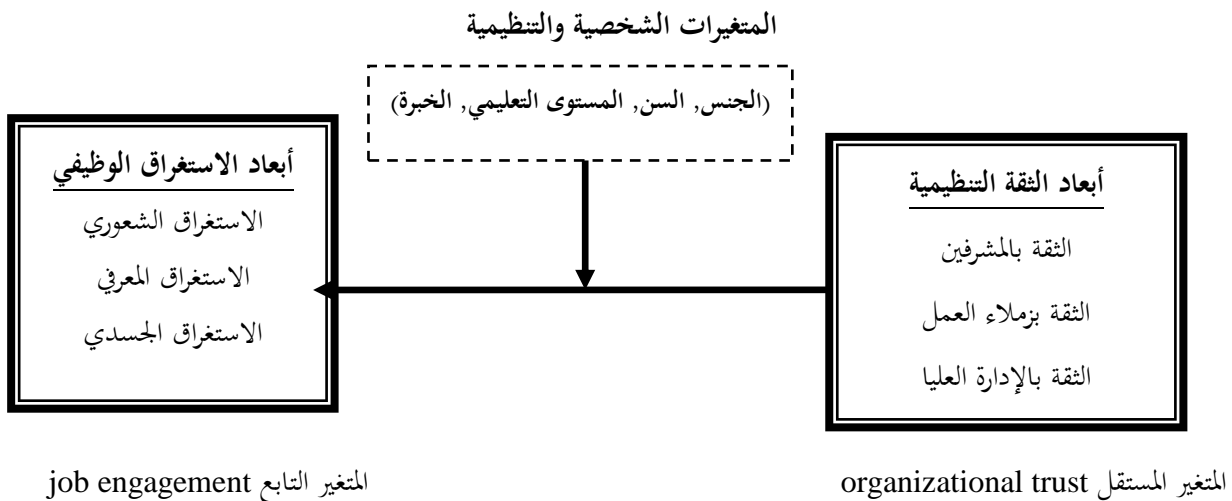 المتغيرات الشخصية والتنظيمية
(الجنس, السن, المستوى التعليمي, الخبرة)
أبعاد الثقة التنظيمية
الثقة بالمشرفين
الثقة بزملاء العمل
الثقة بالإدارة العليا
أبعاد الاستغراق الوظيفي
الاستغراق الشعوري
الاستغراق المعرفي
الاستغراق الجسدي
المتغير المستقل organizational trust
المتغير التابع job engagement